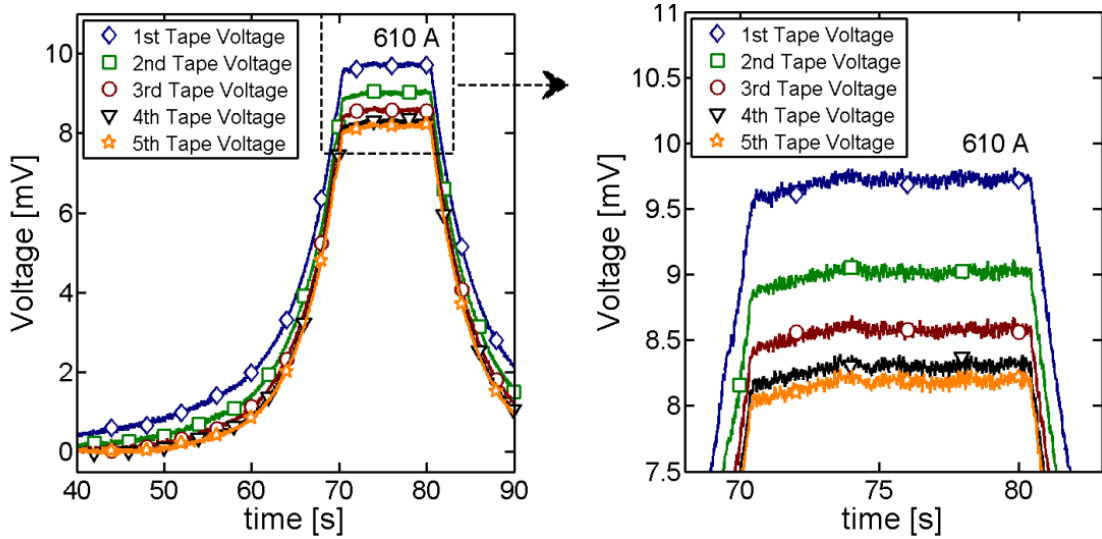 610 A
1st Tape Voltage
2nd Tape Voltage
3rd Tape Voltage
4th Tape Voltage
5th Tape Voltage
10
8
6
4
2
0
Voltage [mV]
40 50 60 70 80 90
time [s]
1st Tape Voltage
2nd Tape Voltage
3rd Tape Voltage
4th Tape Voltage
5th Tape Voltage
610 A
11
10.5
10
9.5
9
8.5
8
7.5
Voltage [mV]
70 75 80
time [s]